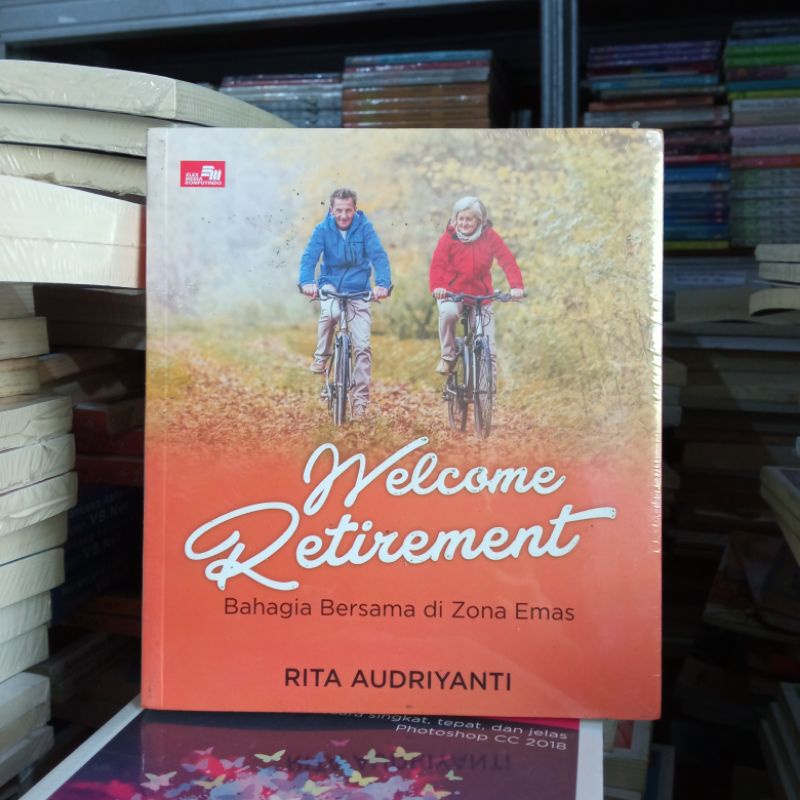 ELEX
MEDIA
KOMPUTINDO
Welcome
Retirement
Bahagia Bersama di Zona Emas
RITA AUDRIYANTI
singkat, tepat, dan jelas
Photoshop CC 2018